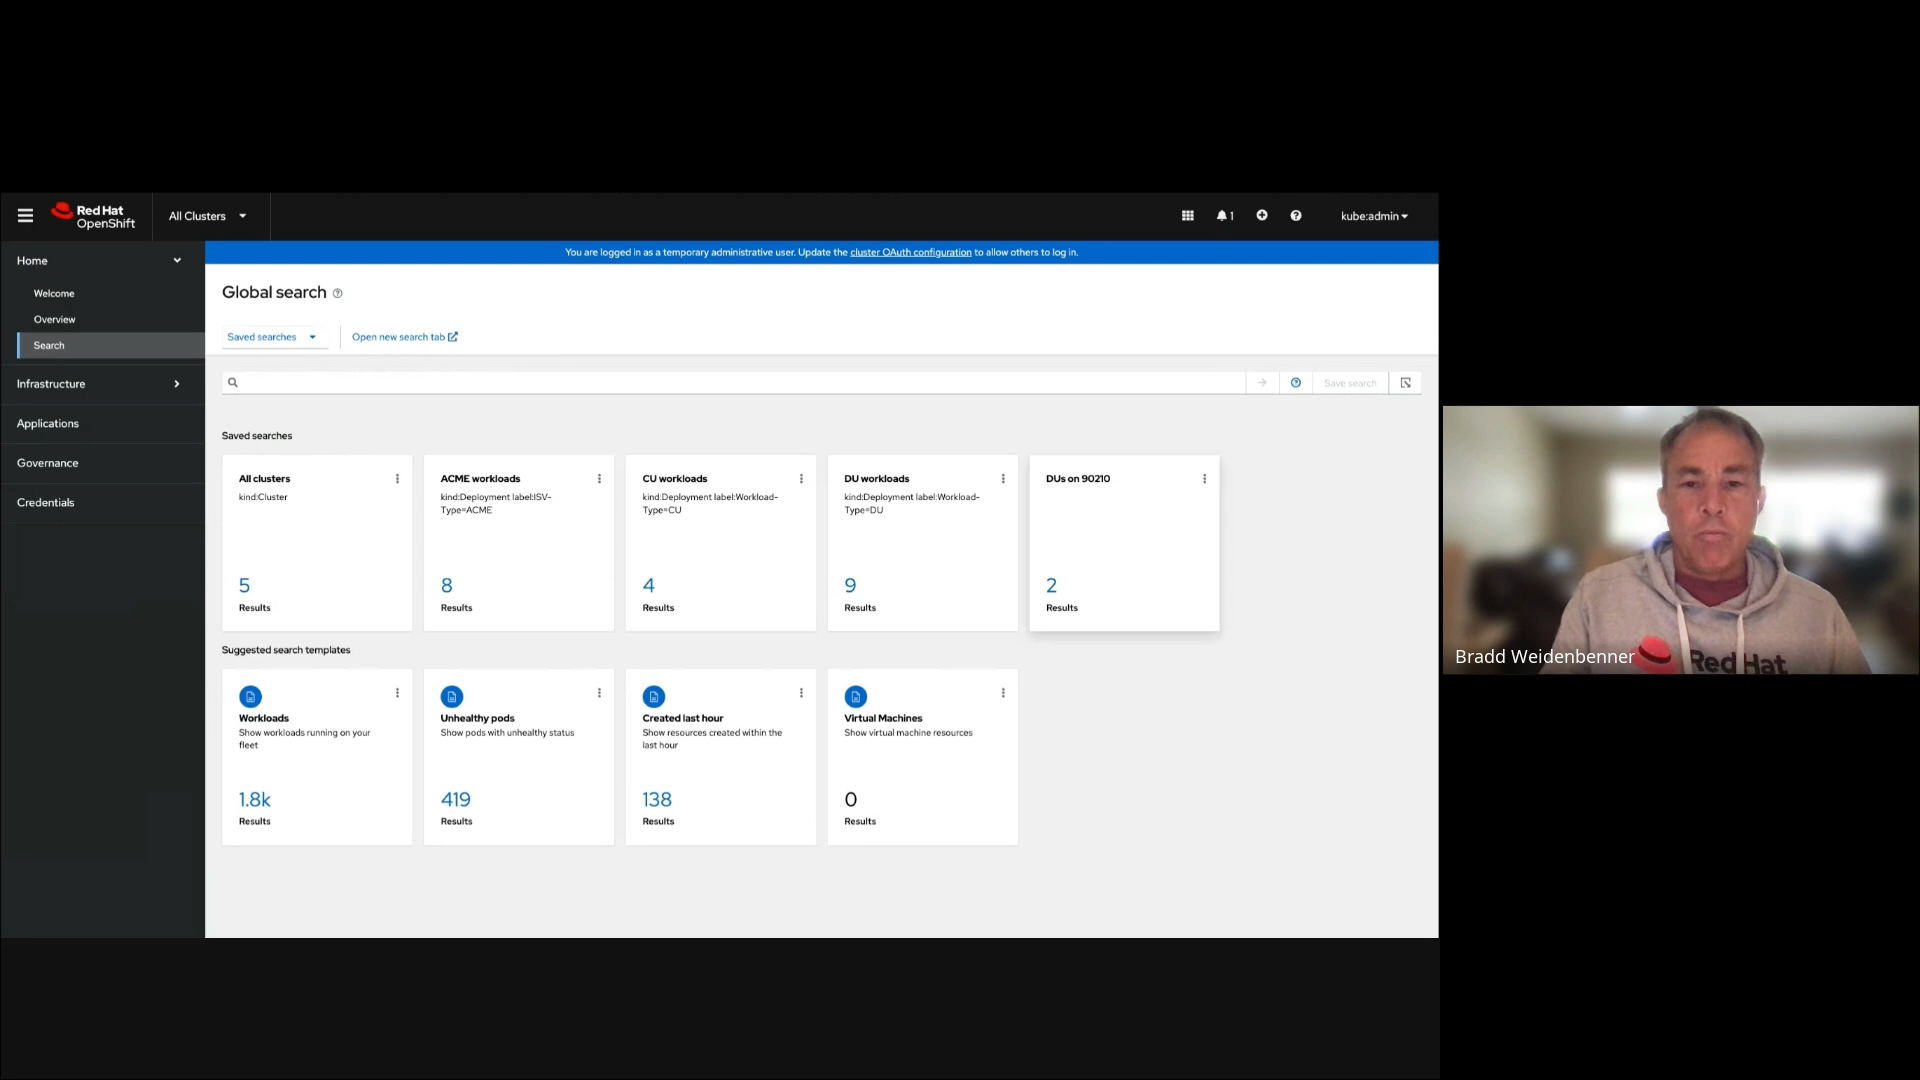 Red Hat
OpenShift
All Clusters
1
kube:admin
You are logged in as a temporary administrative user. Update the cluster OAuth configuration to allow others to log in.
Home
Welcome
Overview
Search
Infrastructure
Applications
Governance
Credentials
Global search
Saved searches
Open new search tab
Save search
Saved searches
All clusters
kind:Cluster
5
Results
ACME workloads
kind:Deployment label:ISV-
Type=ACME
8
Results
CU workloads
kind:Deployment label:Workload-
Type=CU
4
Results
DU workloads
kind:Deployment label:Workload-
Type=DU
9
Results
DUs on 90210
2
Results
Suggested search templates
Workloads
Show workloads running on your
fleet
1.8k
Results
Unhealthy pods
Show pods with unhealthy status
419
Results
Created last hour
Show resources created within the
last hour
138
Results
Virtual Machines
Show virtual machine resources
0
Results
Bradd Weidenbenner
Red Hat